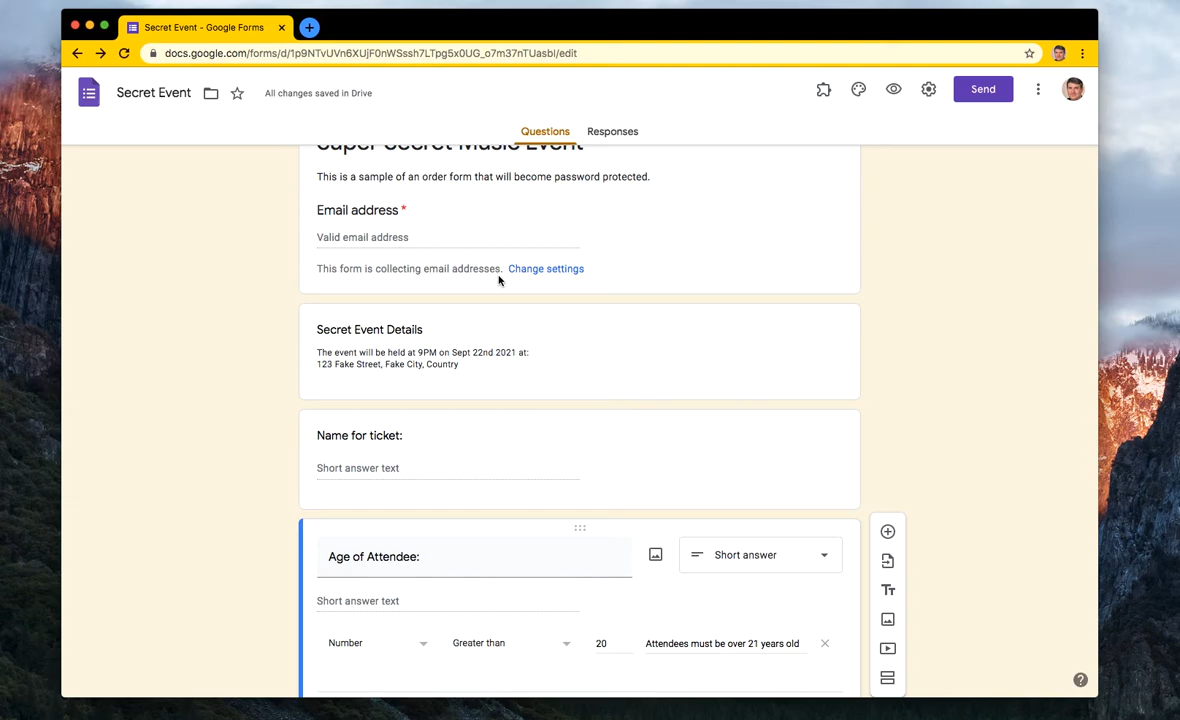 Secret Event - Google Forms
docs.google.com/forms/d/1p9NTvUVn6XUjF0nWSssh7LTpg5x0UG_o7m37nTUasbI/edit
Secret Event
All changes saved in Drive
Send
Questions
Responses
Super Secret Music Event
This is a sample of an order form that will become password protected.
Email address *
Valid email address
This form is collecting email addresses. Change settings
Secret Event Details
The event will be held at 9PM on Sept 22nd 2021 at:
123 Fake Street, Fake City, Country
Name for ticket:
Short answer text
Age of Attendee:
Short answer
Short answer text
Number
Greater than
20
Attendees must be over 21 years old